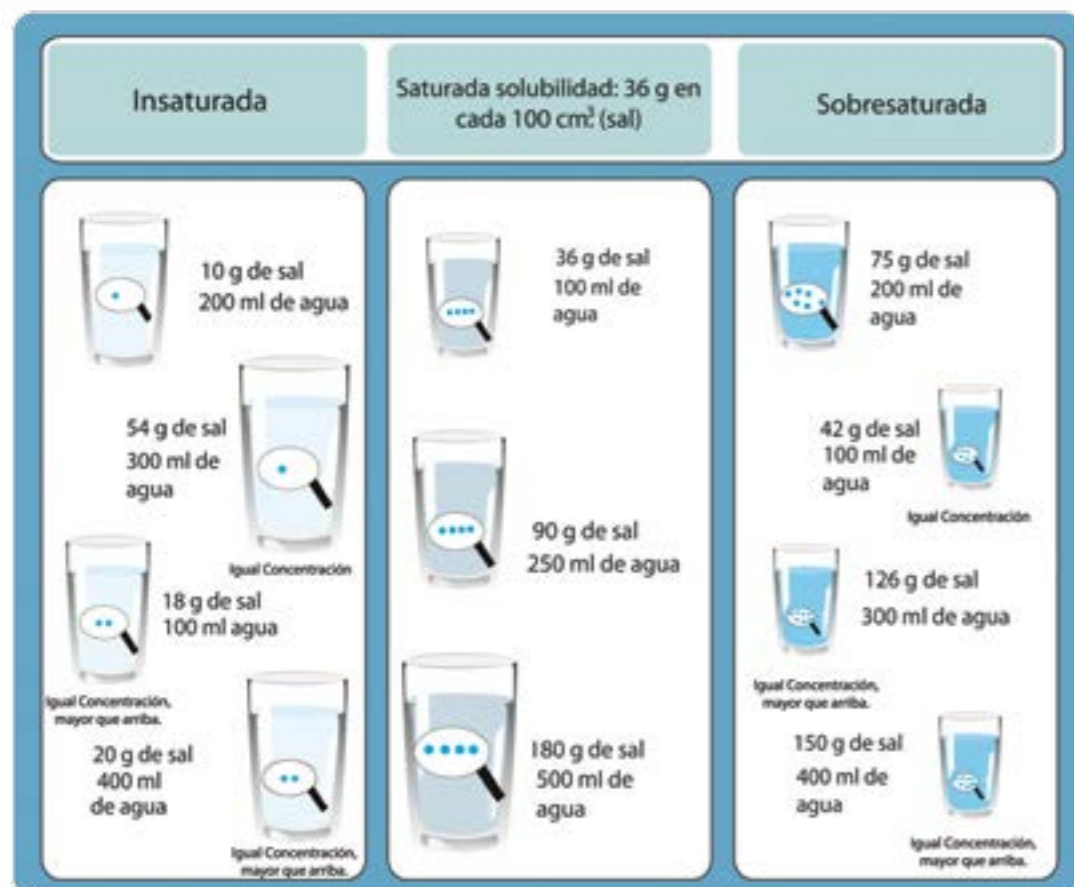 Insaturada
Saturada solubilidad: 36 g en
cada 100 cm³. (sal)
Sobresaturada
10 g de sal
200 ml de agua
54 g de sal
300 ml de
agua
Igual Concentración
18 g de sal
100 ml agua
Igual Concentración,
mayor que arriba.
20 g de sal
400 ml
de agua
Igual Concentración,
mayor que arriba.
36 g de sal
100 ml de
agua
90 g de sal
250 ml de agua
180 g de sal
500 ml de
agua
75 g de sal
200 ml de
agua
42 g de sal
100 ml de
agua
Igual Concentración
126 g de sal
300 ml de agua
Igual Concentración,
mayor que arriba.
150 g de sal
400 ml de
agua
Igual Concentración,
mayor que arriba.